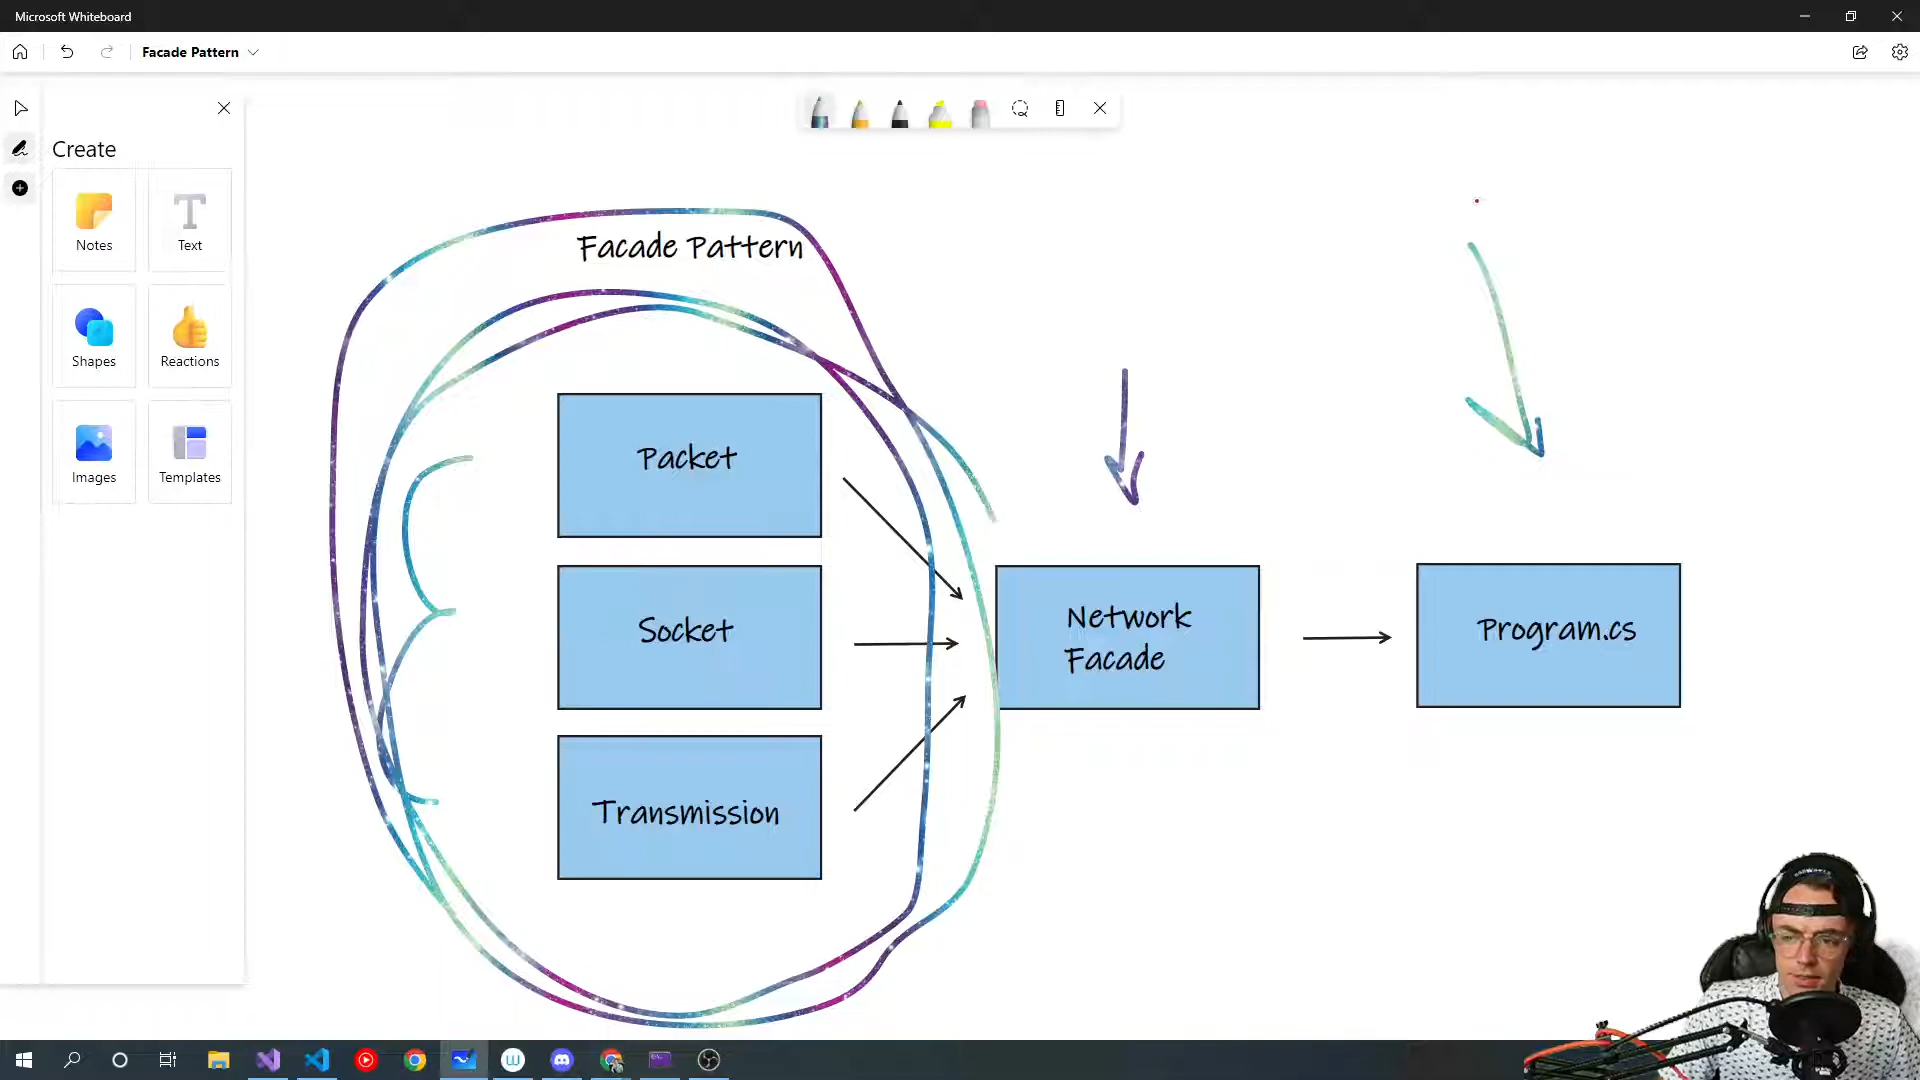 Microsoft Whiteboard
Facade Pattern
Create
Notes
Text
Shapes
Reactions
Images
Templates
Facade Pattern
Packet
Socket
Transmission
Network
Facade
Program.cs